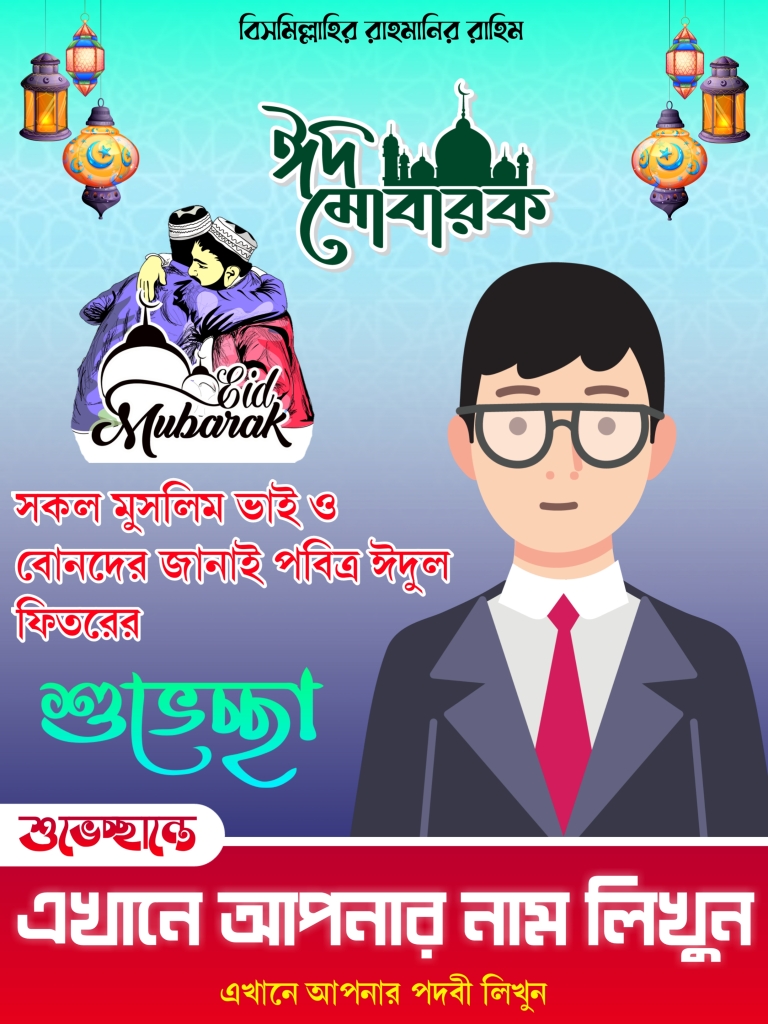 বিসমিল্লাহির রাহমানির রাহিম
ঈদ
মোবারক
Eid
Mubarak
সকল মুসলিম ভাই ও
বোনদের জানাই পবিত্র ঈদুল
ফিতরের
শুভেচ্ছা
শুভেচ্ছান্তে
এখানে আপনার নাম লিখুন
এখানে আপনার পদবী লিখুন